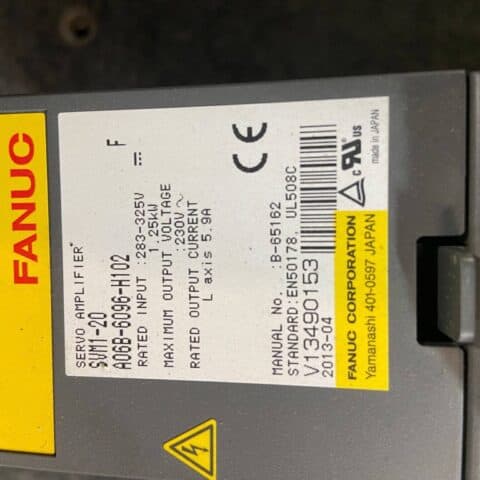 FANUC
SERVO AMPLIFIER
SVM1-20
A06B-6096-H102
F
RATED INPUT :283-325V
1.25kW
MAXIMUM OUTPUT VOLTAGE
:230V~
RATED OUTPUT CURRENT
L axis 5.9A
CE
MANUAL NO. :B-65162
STANDARD:EN50178, UL508C
V13490153
2013-04
c UR US
made in JAPAN
FANUC CORPORATION
Yamanashi 401-0597 JAPAN